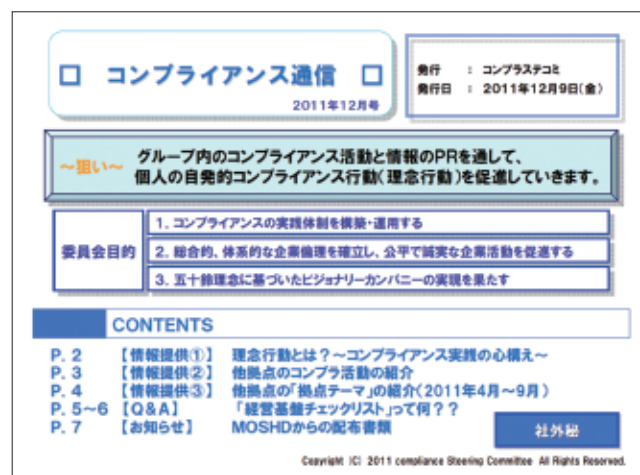 □ コンプライアンス通信 □
2011年12月号
発行 : コンプラステコミ
発行日 : 2011年12月9日(金)
～狙い～
グループ内のコンプライアンス活動と情報のPRを通して、
個人の自発的コンプライアンス行動(理念行動)を促進していきます。
委員会目的
1. コンプライアンスの実践体制を構築・運用する
2. 総合的、体系的な企業倫理を確立し、公平で誠実な企業活動を促進する
3. 五十鈴理念に基づいたビジョナリーカンパニーの実現を果たす
CONTENTS
P. 2 【情報提供①】 理念行動とは？～コンプライアンス実践の心構え～
P. 3 【情報提供②】 他拠点のコンプラ活動の紹介
P. 4 【情報提供③】 他拠点の「拠点テーマ」の紹介(2011年4月～9月)
P. 5～6 【Q&A】 「経営基盤チェックリスト」って何？？
P. 7 【お知らせ】 MOSHDからの配布書類
社外秘
Copyright (C) 2011 compliance Steering Committee All Rights Reserved.